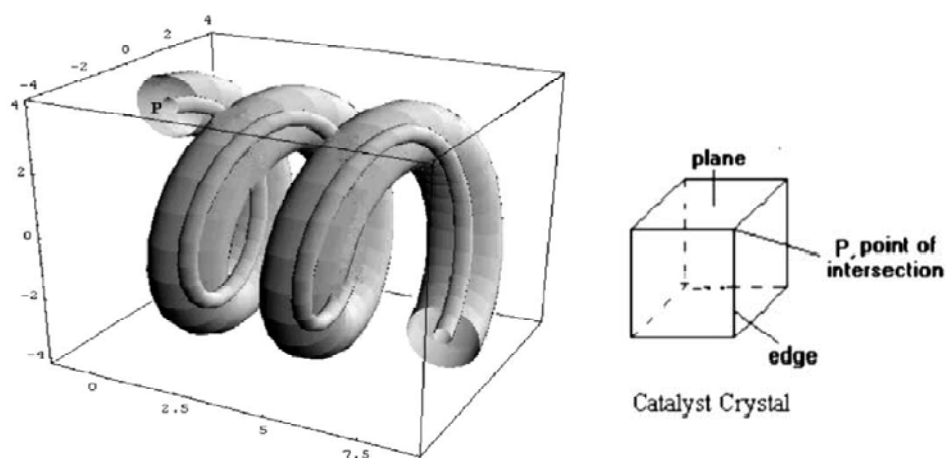 4
2
0
-2
-4
4
P
2
0
-2
-4
0
2.5
5
7.5
plane
P, point of
intersection
edge
Catalyst Crystal